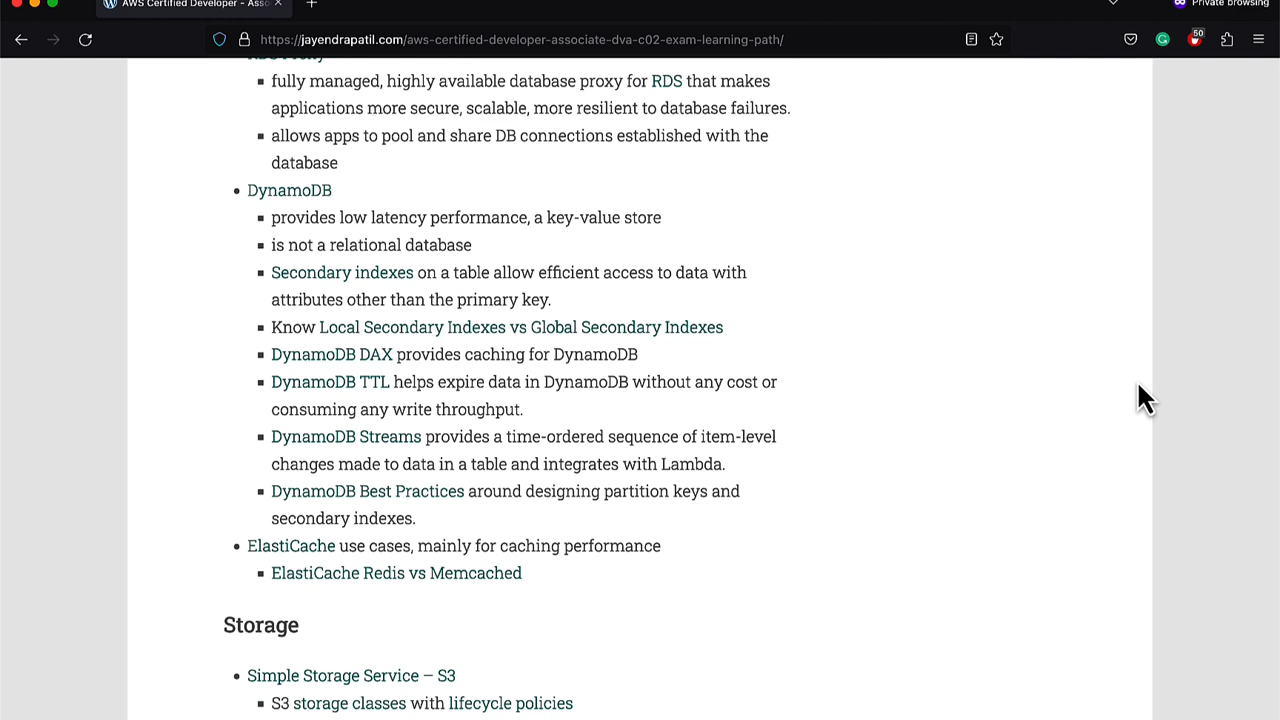 AWS Certified Developer - Asso
Private browsing
https://jayendrapatil.com/aws-certified-developer-associate-dva-c02-exam-learning-path/
50
RDS Proxy
fully managed, highly available database proxy for RDS that makes
applications more secure, scalable, more resilient to database failures.
allows apps to pool and share DB connections established with the
database
DynamoDB
provides low latency performance, a key-value store
is not a relational database
Secondary indexes on a table allow efficient access to data with
attributes other than the primary key.
Know Local Secondary Indexes vs Global Secondary Indexes
DynamoDB DAX provides caching for DynamoDB
DynamoDB TTL helps expire data in DynamoDB without any cost or
consuming any write throughput.
DynamoDB Streams provides a time-ordered sequence of item-level
changes made to data in a table and integrates with Lambda.
DynamoDB Best Practices around designing partition keys and
secondary indexes.
ElastiCache use cases, mainly for caching performance
ElastiCache Redis vs Memcached
Storage
Simple Storage Service – S3
S3 storage classes with lifecycle policies